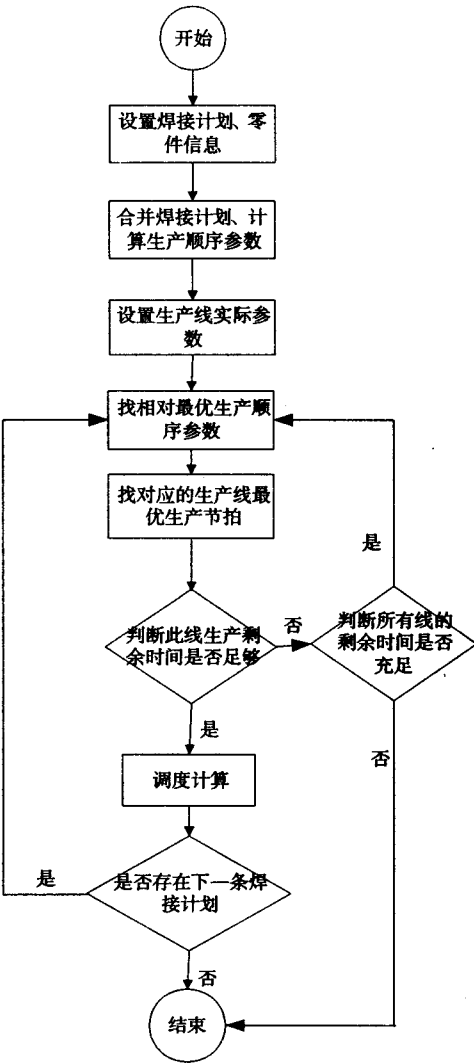 开始
设置焊接计划、零
件信息
合并焊接计划、计
算生产顺序参数
设置生产线实际参
数
找相对最优生产顺
序参数
找对应的生产线最
优生产节拍
是
判断此线生产剩
余时间是否足够
否
判断所有线的
剩余时间是否
充足
是
否
调度计算
是
是否存在下一条焊
接计划
否
结束